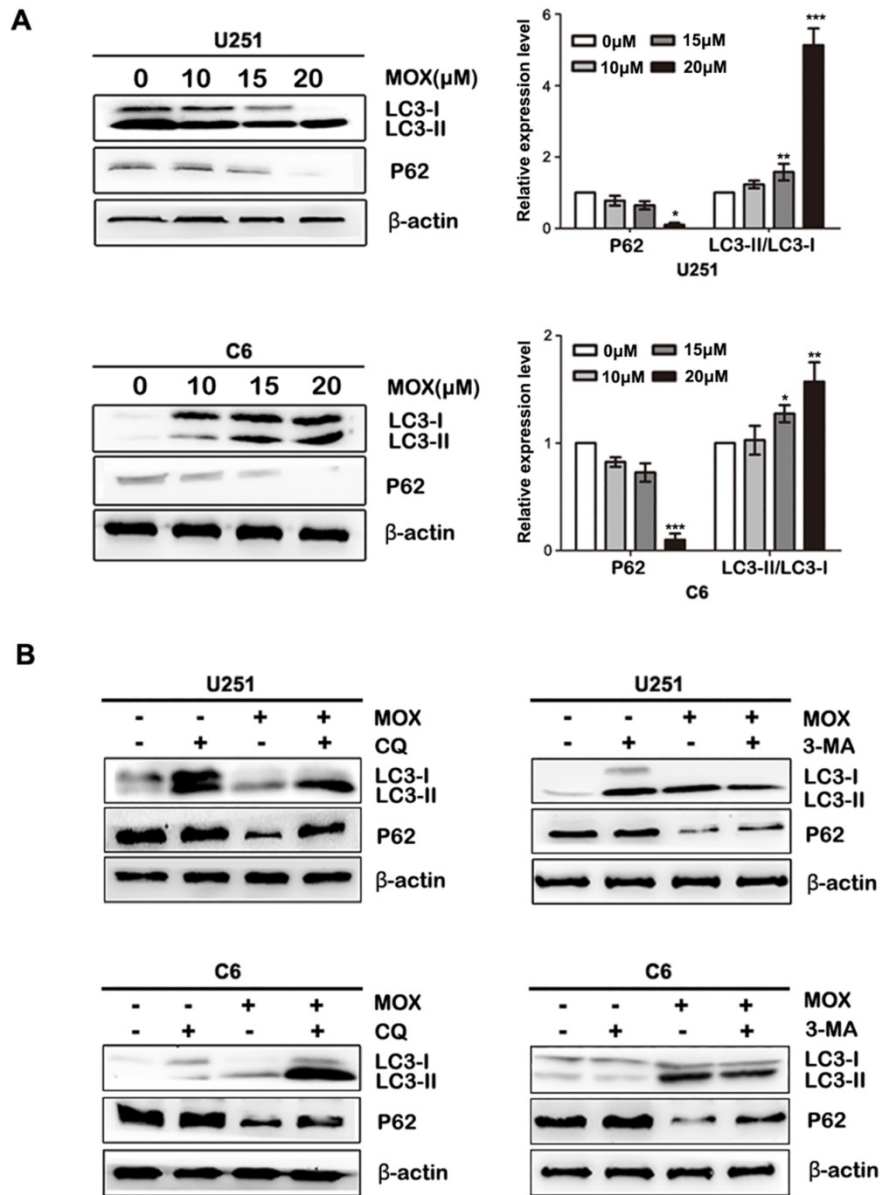 A
U251
0 10 15 20 MOX(μM)
LC3-I
LC3-II
P62
β-actin
Relative expression level
6
4
2
0
0μM 15μM
10μM 20μM
*
**
***
P62 LC3-II/LC3-I
U251
C6
0 10 15 20 MOX(μM)
LC3-I
LC3-II
P62
β-actin
Relative expression level
2
1
0
0μM 15μM
10μM 20μM
***
*
**
P62 LC3-II/LC3-I
C6
B
U251
- - + + MOX
- + - + CQ
LC3-I
LC3-II
P62
β-actin
U251
- - + + MOX
- + - + 3-MA
LC3-I
LC3-II
P62
β-actin
C6
- - + + MOX
- + - + CQ
LC3-I
LC3-II
P62
β-actin
C6
- - + + MOX
- + - + 3-MA
LC3-I
LC3-II
P62
β-actin